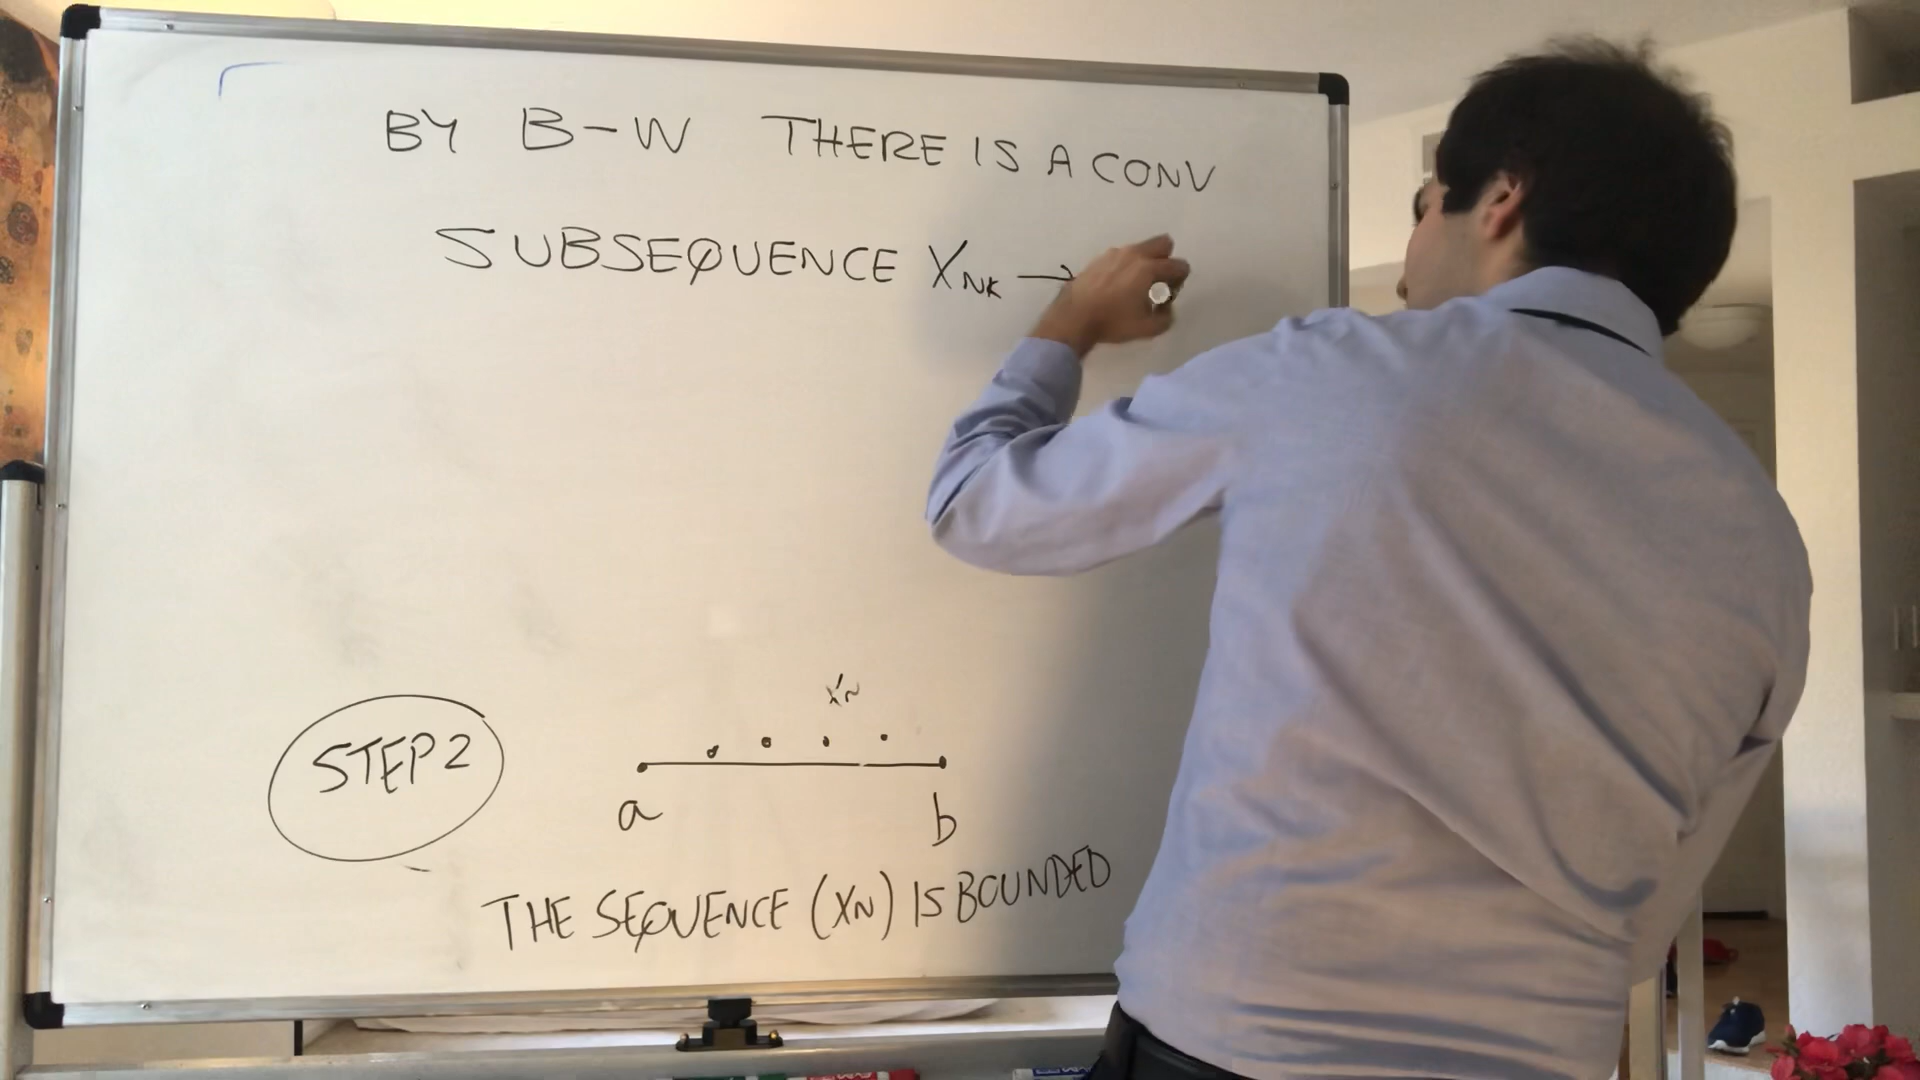 BY B-W THERE IS A CONV
SUBSEQUENCE XNK →
STEP 2
XN
a b
THE SEQUENCE (XN) IS BOUNDED